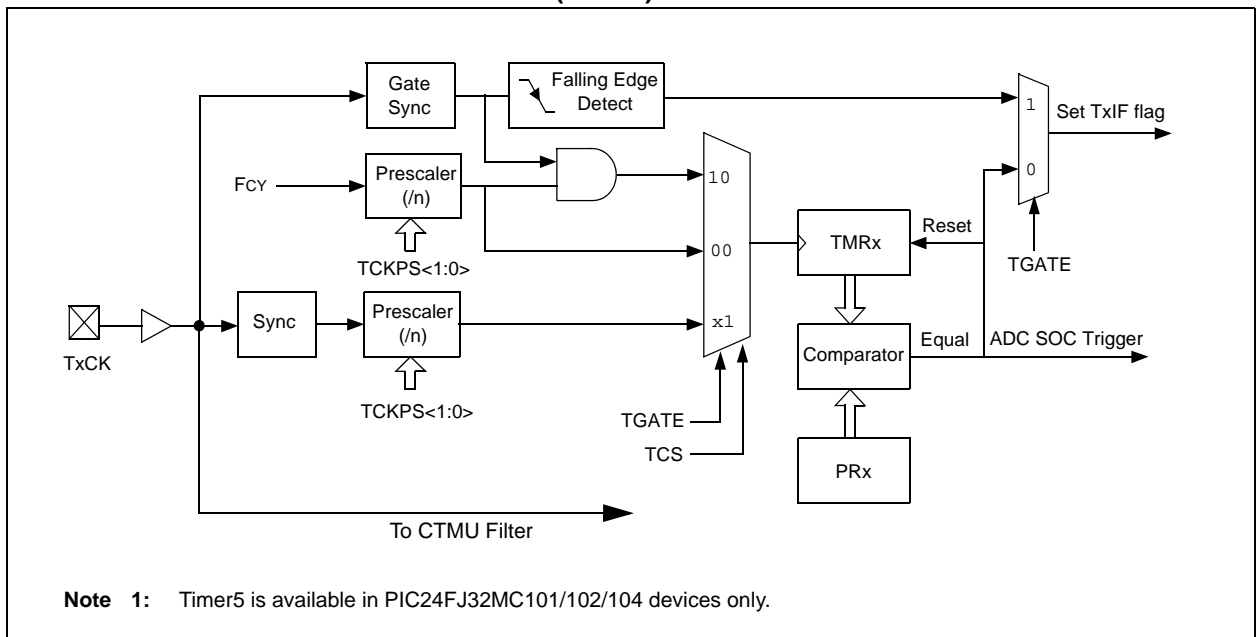 Gate
Sync
Falling Edge
Detect
1
Set TxIF flag
0
10
FCY
Prescaler
(/n)
TCKPS<1:0>
00
TMRx
Reset
TGATE
TxCK
Sync
Prescaler
(/n)
TCKPS<1:0>
x1
Comparator
Equal
ADC SOC Trigger
TGATE
TCS
PRx
To CTMU Filter
Note 1: Timer5 is available in PIC24FJ32MC101/102/104 devices only.